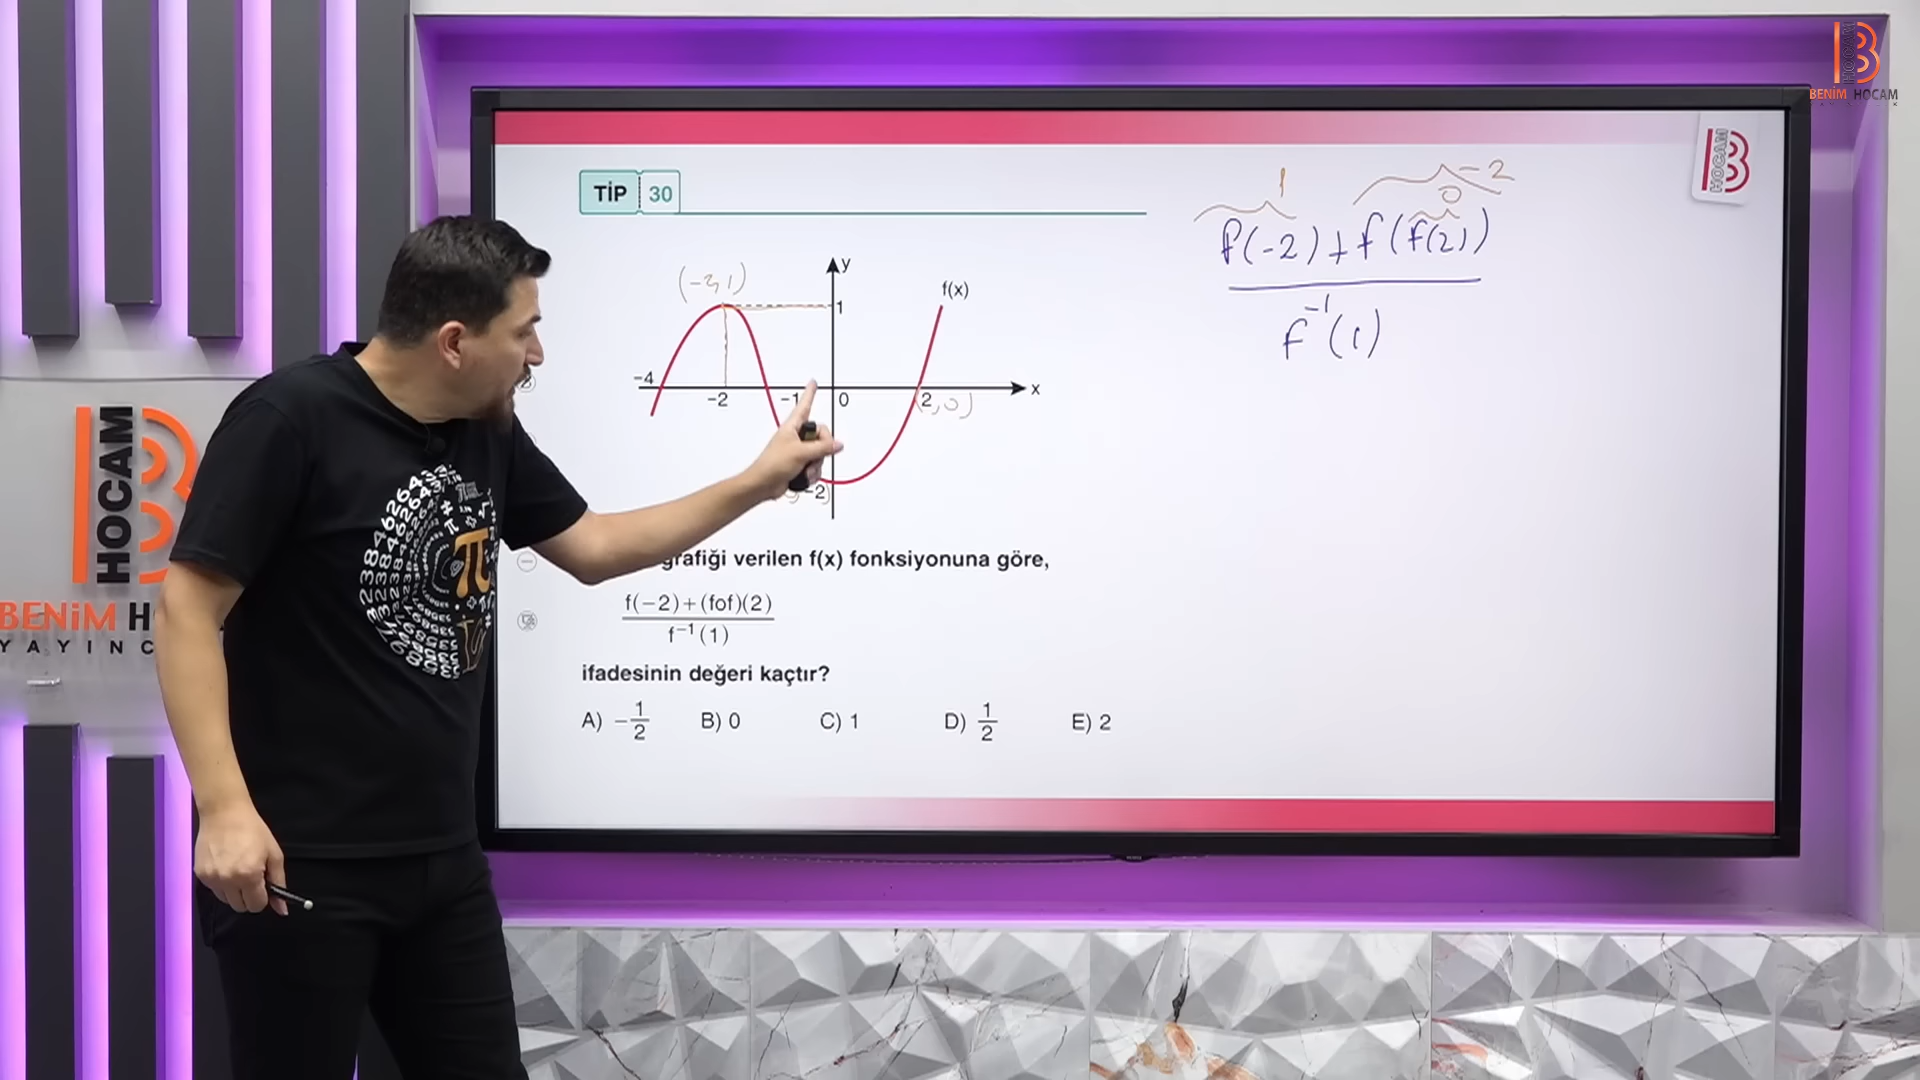 HOCAM
BENİM HOCAM
HOCAM
TİP 30
(-2,1)
y
1
f(x)
-4
-2
-1
0
2
(2,0)
x
-2
grafiği verilen f(x) fonksiyonuna göre,
f(−2)+(fof)(2)
f⁻¹(1)
ifadesinin değeri kaçtır?
A) -1/2 B) 0 C) 1 D) 1/2 E) 2
1
-2
0
f(-2)+f(f(2))
f⁻¹(1)
HOCAM
BENİM H
YAYINC
π